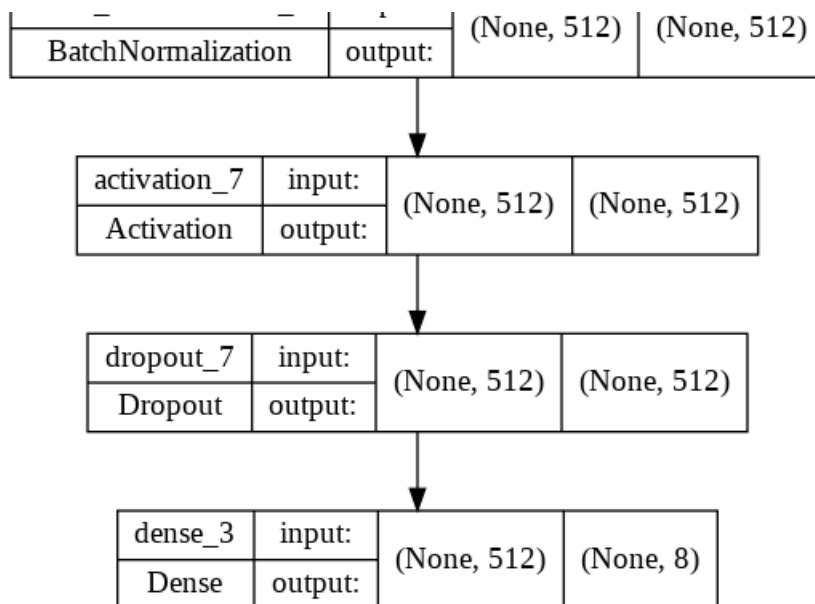 (None, 512) (None, 512)
BatchNormalization output:
activation_7 input:
(None, 512) (None, 512)
Activation output:
dropout_7 input:
(None, 512) (None, 512)
Dropout output:
dense_3 input:
(None, 512) (None, 8)
Dense output: